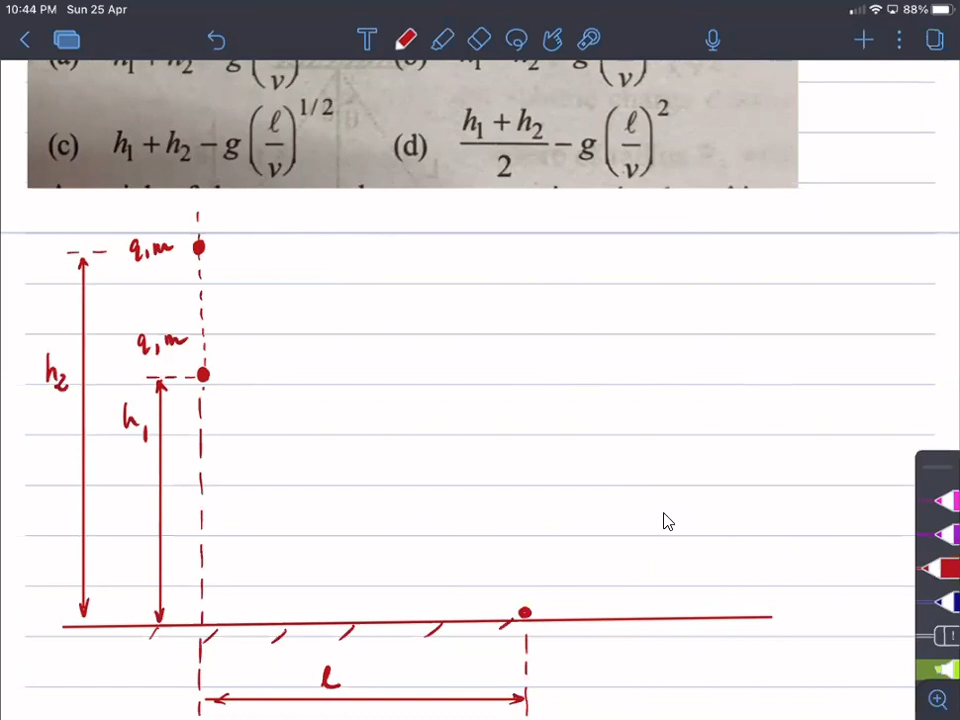 10:44 PM Sun 25 Apr 88%
(c) h₁ + h₂ − g(ℓ/v)^1/2 (d) (h₁ + h₂)/2 − g(ℓ/v)^2
q,m
q,m
h₂
h₁
l